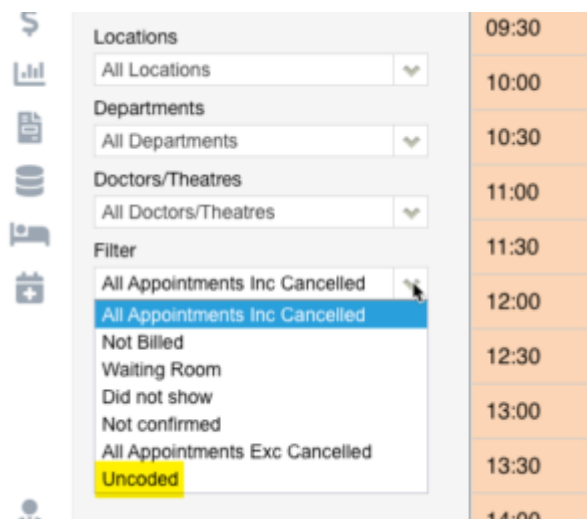 Locations
All Locations
Departments
All Departments
Doctors/Theatres
All Doctors/Theatres
Filter
All Appointments Inc Cancelled
All Appointments Inc Cancelled
Not Billed
Waiting Room
Did not show
Not confirmed
All Appointments Exc Cancelled
Uncoded
09:30
10:00
10:30
11:00
11:30
12:00
12:30
13:00
13:30
14:00